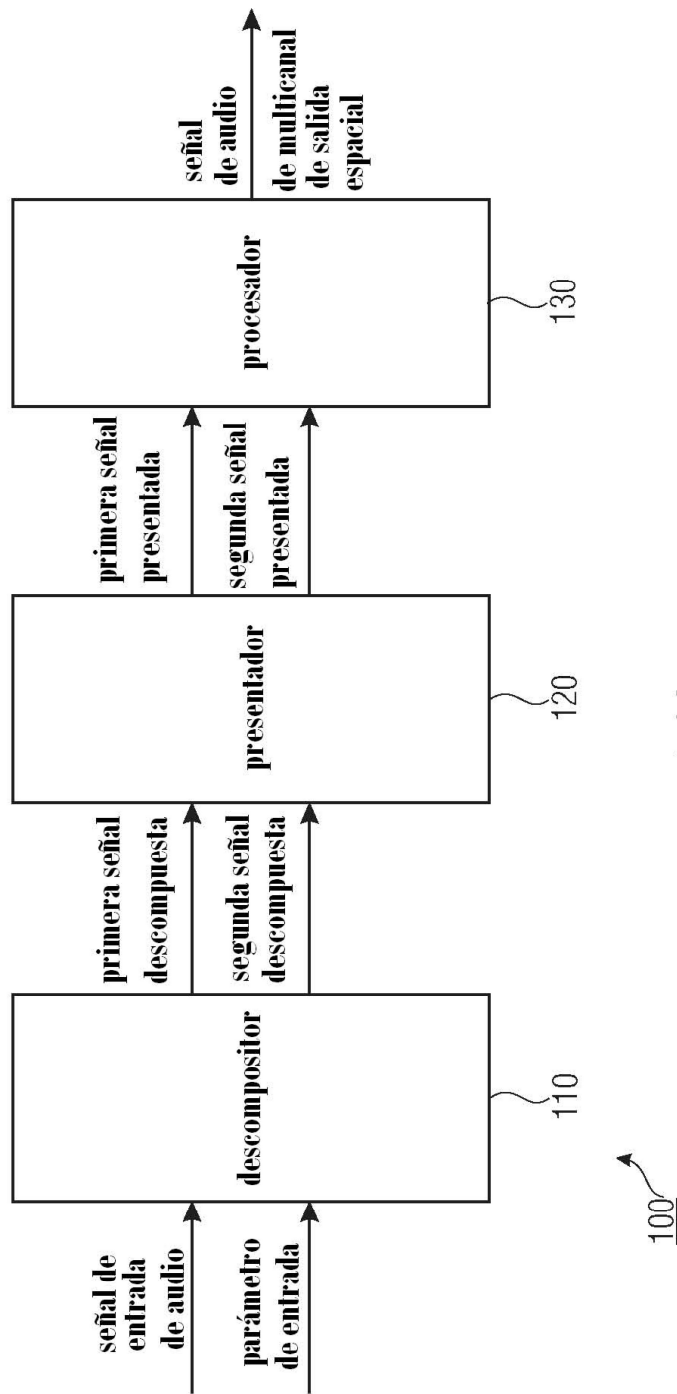 señal de
entrada
de audio
parámetro
de entrada
descompositor
110
primera señal
descompuesta
segunda señal
descompuesta
presentador
120
primera señal
presentada
segunda señal
presentada
procesador
130
señal
de audio
de multicanal
de salida
espacial
100